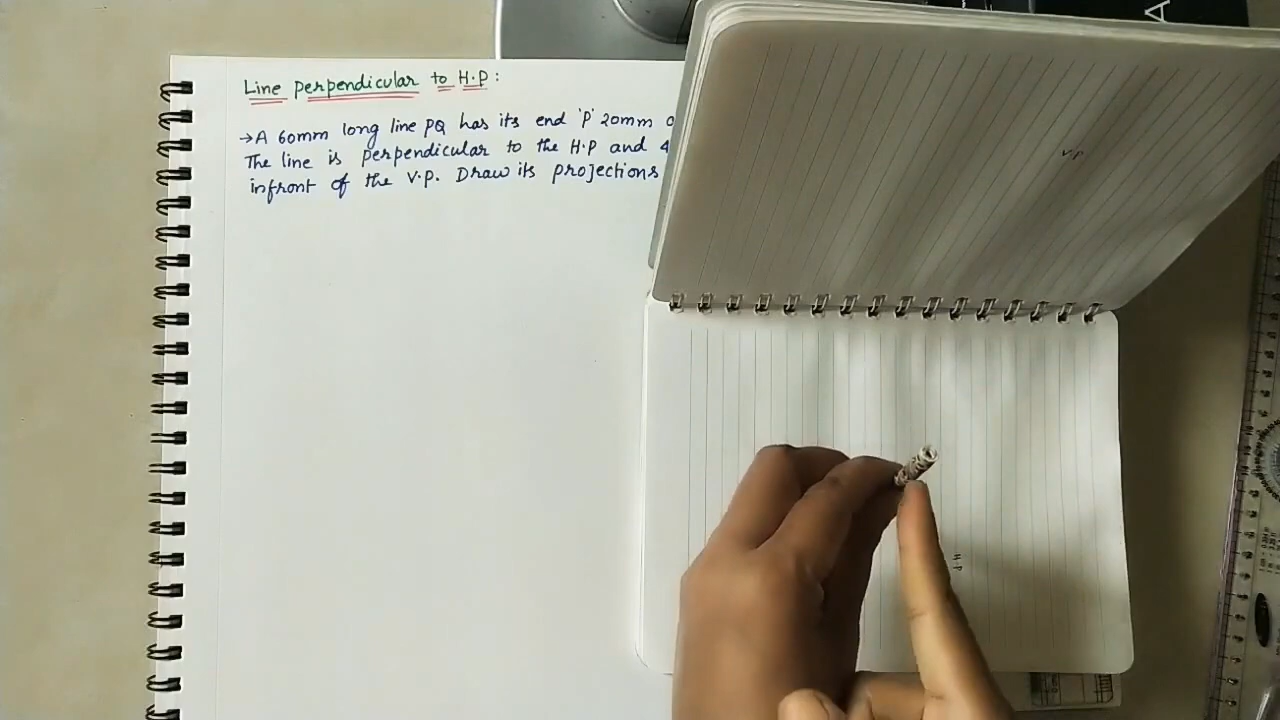 Line perpendicular to H.P :
→ A 60mm long line PQ has its end 'P' 20mm
The line is perpendicular to the H.P and 4
infront of the V.P. Draw its projections
V.P
H.P
A